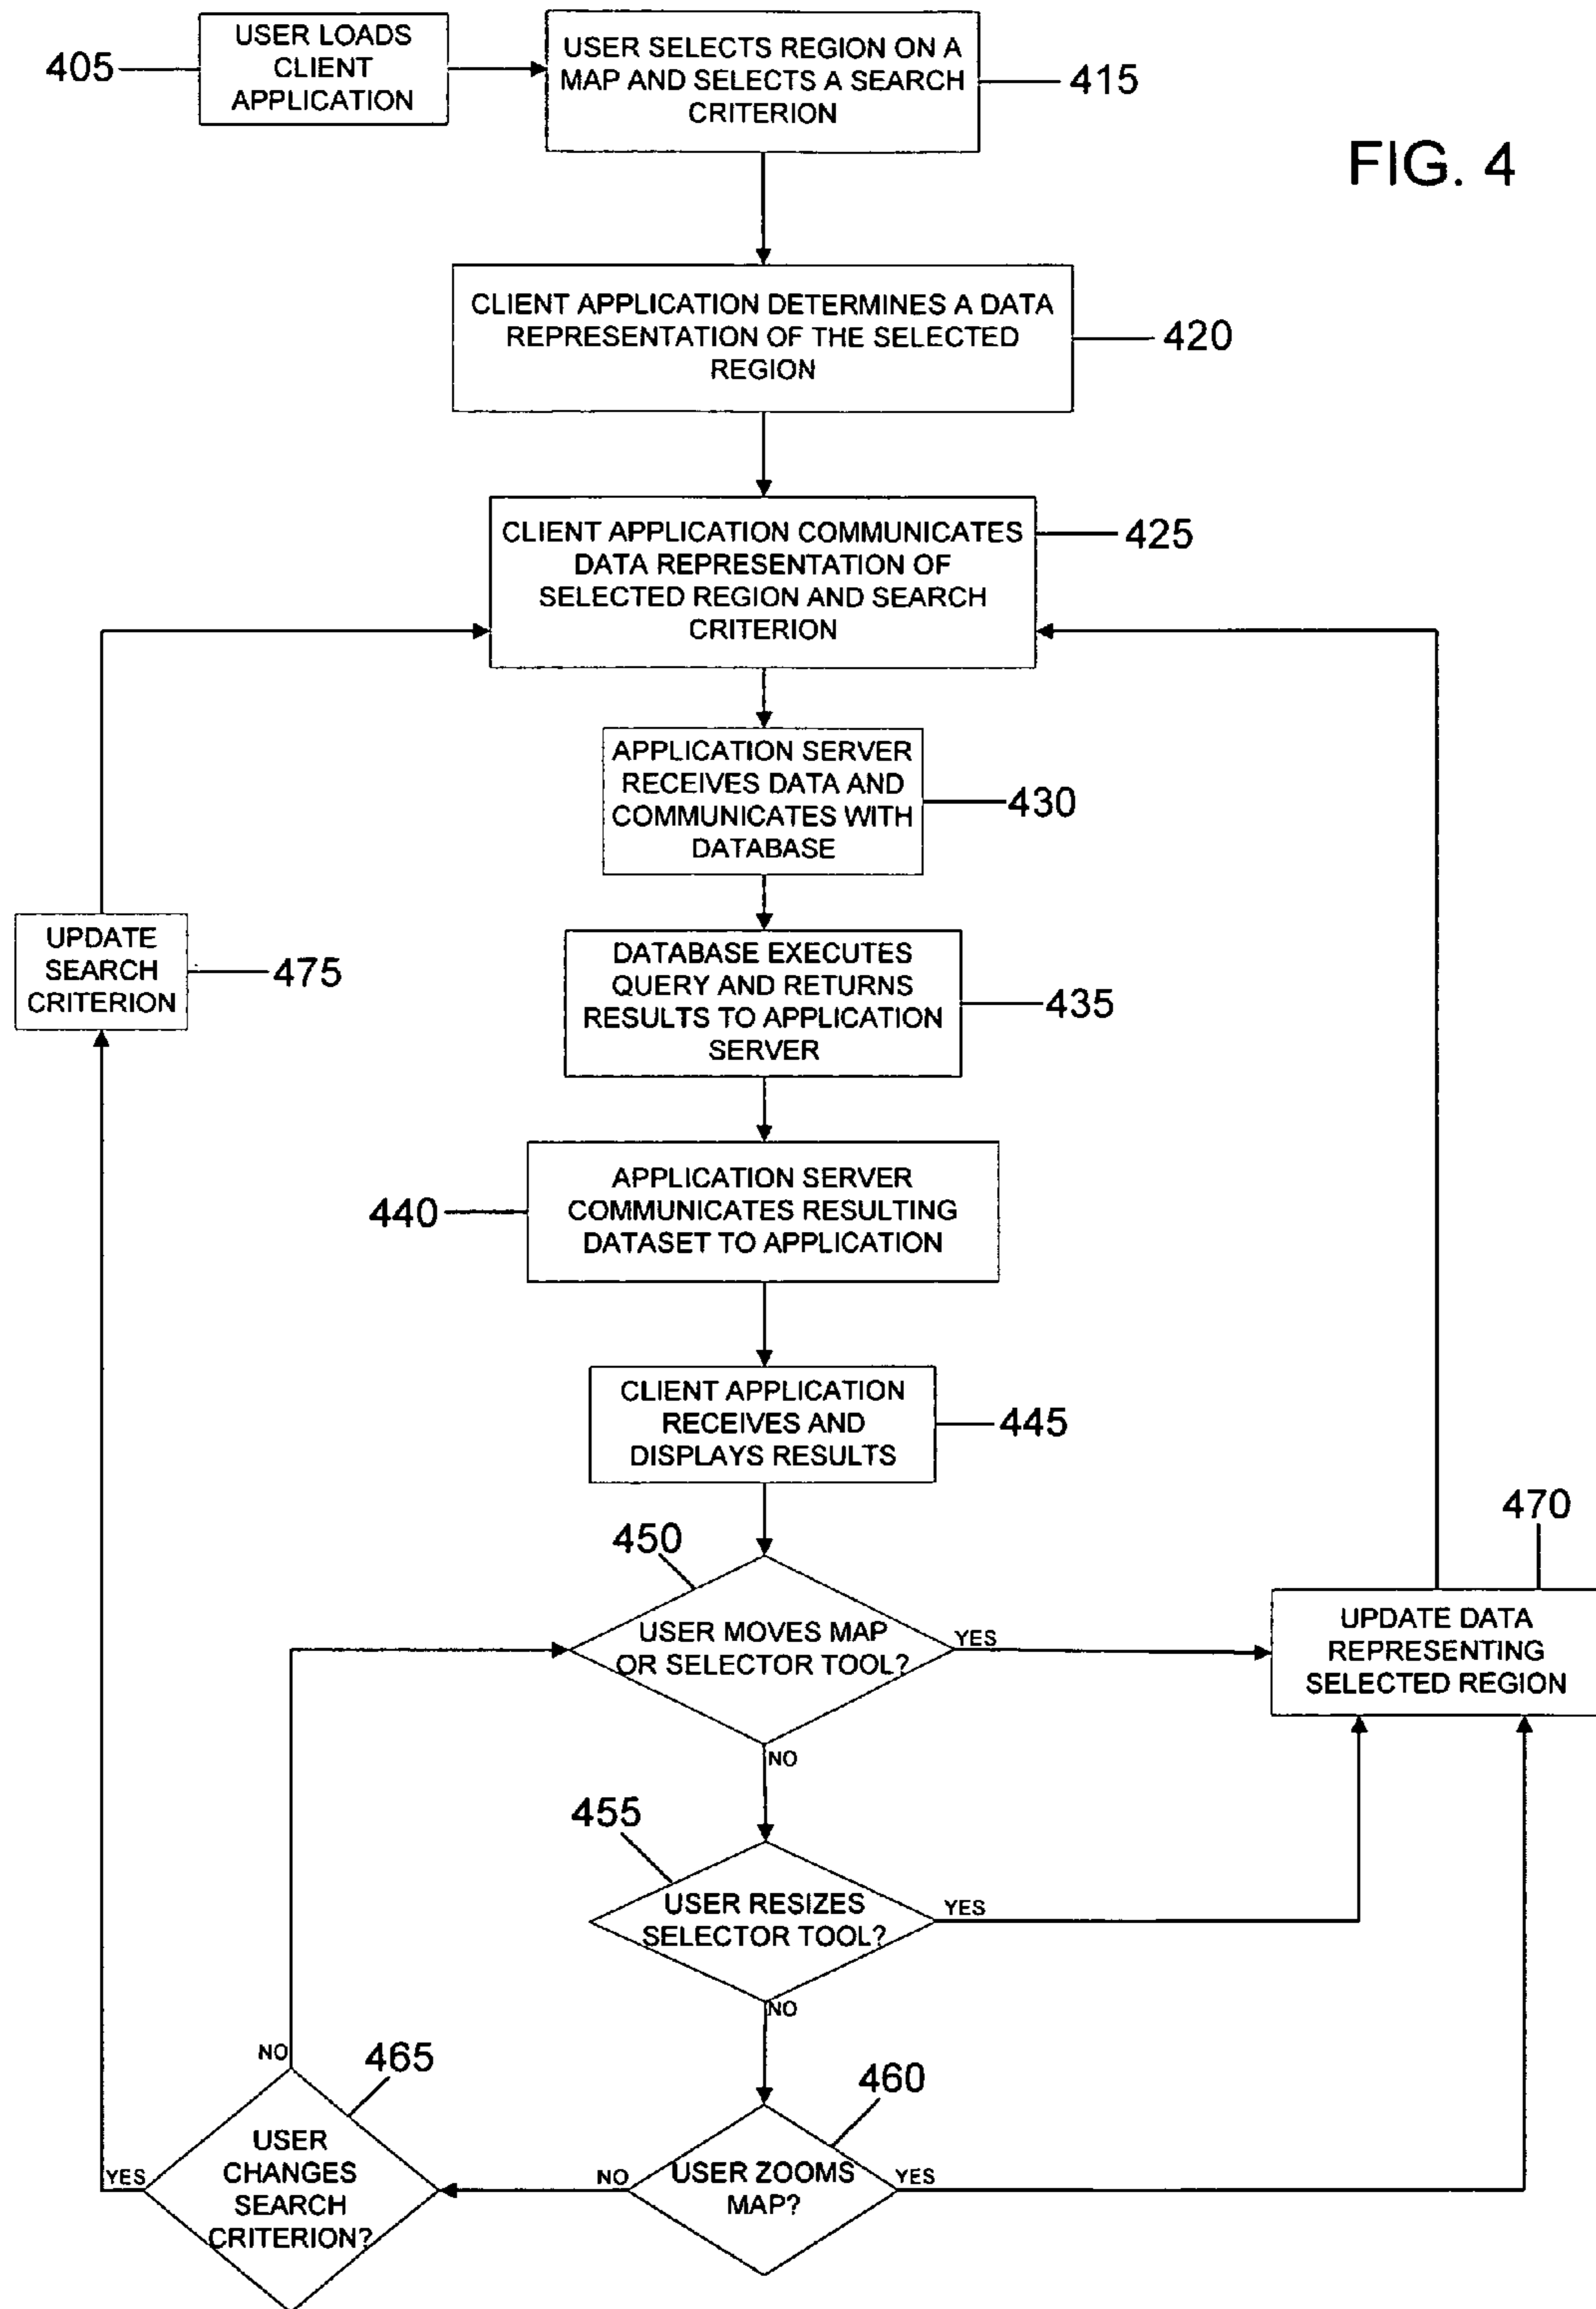 USER LOADS
CLIENT
APPLICATION
405
USER SELECTS REGION ON A
MAP AND SELECTS A SEARCH
CRITERION
415
FIG. 4
CLIENT APPLICATION DETERMINES A DATA
REPRESENTATION OF THE SELECTED
REGION
420
CLIENT APPLICATION COMMUNICATES
DATA REPRESENTATION OF
SELECTED REGION AND SEARCH
CRITERION
425
APPLICATION SERVER
RECEIVES DATA AND
COMMUNICATES WITH
DATABASE
430
UPDATE
SEARCH
CRITERION
475
DATABASE EXECUTES
QUERY AND RETURNS
RESULTS TO APPLICATION
SERVER
435
APPLICATION SERVER
COMMUNICATES RESULTING
DATASET TO APPLICATION
440
CLIENT APPLICATION
RECEIVES AND
DISPLAYS RESULTS
445
450
USER MOVES MAP
OR SELECTOR TOOL?
YES
NO
470
UPDATE DATA
REPRESENTING
SELECTED REGION
455
USER RESIZES
SELECTOR TOOL?
YES
NO
460
USER ZOOMS
MAP?
YES
NO
465
USER
CHANGES
SEARCH
CRITERION?
NO
YES